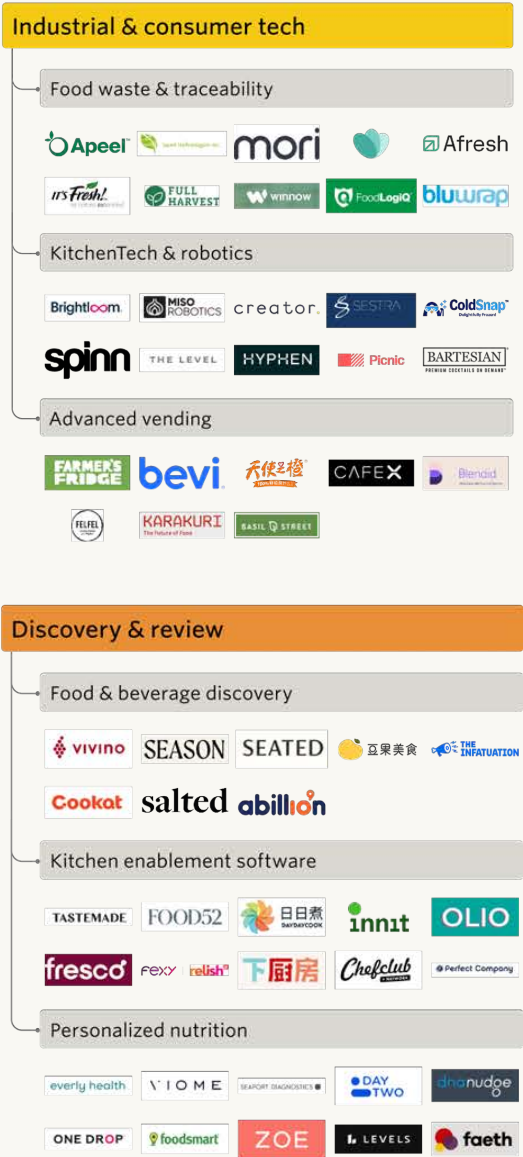 Industrial & consumer tech
Food waste & traceability
Apeel™
mori
Afresh
IT'S Fresh!
FULL
HARVEST
winnow
FoodLogiQ
bluwrap
KitchenTech & robotics
Brightloom
MISO
ROBOTICS
creator.
SESTRA
ColdSnap™
Delightfully Present
spinn
THE LEVEL
HYPHEN
Picnic
BARTESIAN
PREMIUM COCKTAILS ON DEMAND
Advanced vending
FARMER'S
FRIDGE
bevi
天使之橙
CAFE X
Blendid
FELFEL
KARAKURI
The Future of Food
BASIL STREET
Discovery & review
Food & beverage discovery
VIVINO
SEASON
SEATED
豆果美食
THE
INFATUATION
Cookat
salted
abillion
Kitchen enablement software
TASTEMADE
FOOD52
日日煮
DAYDAYCOOK
innit
OLIO
fresco
FEXY relish
下厨房
Chefclub
Perfect Company
Personalized nutrition
everly health
VIOME
SEAPORT DIAGNOSTICS
DAY
TWO
dnanudge
ONE DROP
foodsmart
ZOE
LEVELS
faeth